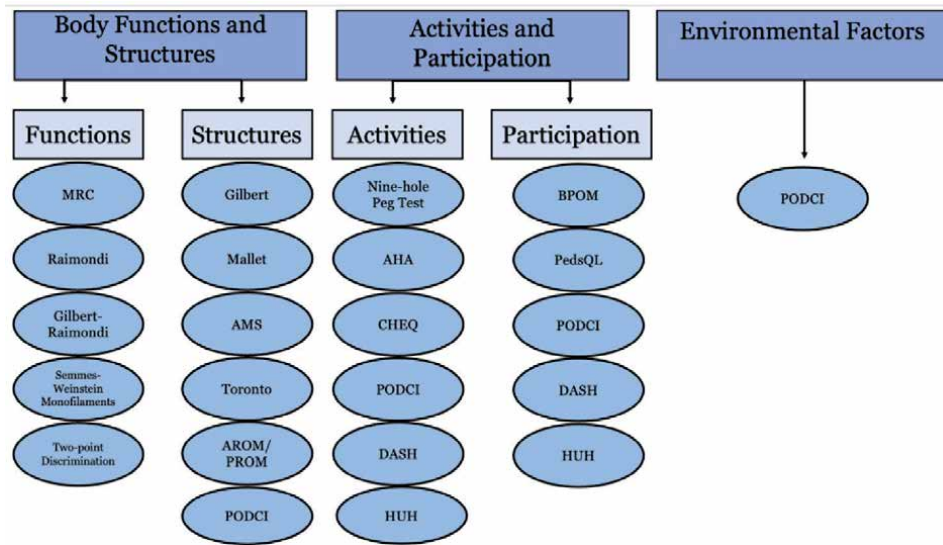 Body Functions and
Structures
Activities and
Participation
Environmental Factors
Functions
Structures
Activities
Participation
MRC
Gilbert
Nine-hole
Peg Test
BPOM
PODCI
Raimondi
Mallet
AHA
PedsQL
Gilbert-
Raimondi
AMS
CHEQ
PODCI
Semmes-
Weinstein
Monofilaments
Toronto
PODCI
DASH
Two-point
Discrimination
AROM/
PROM
DASH
HUH
PODCI
HUH